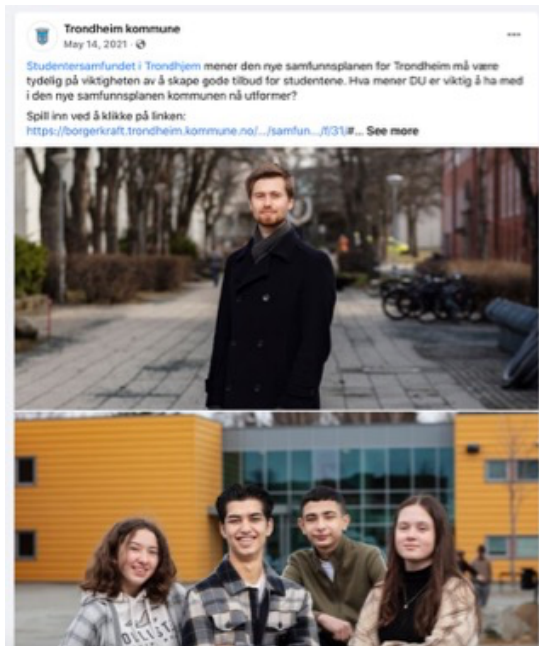 Trondheim kommune
May 14, 2021 ·
Studentersamfundet i Trondhjem mener den nye samfunnsplanen for Trondheim må være
tydelig på viktigheten av å skape gode tilbud for studentene. Hva mener DU er viktig å ha med
i den nye samfunnsplanen kommunen nå utformer?
Spill inn ved å klikke på linken:
https://borgerkraft.trondheim.kommune.no/.../samfun.../f/31/#... See more
OLLIST